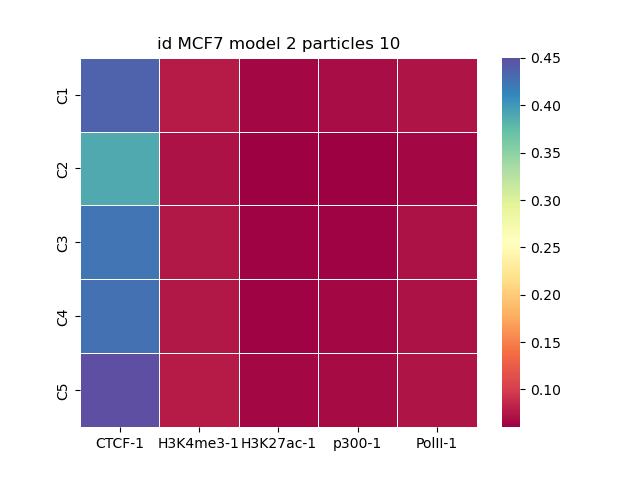 id MCF7 model 2 particles 10
C1
C2
C3
C4
C5
CTCF-1 H3K4me3-1 H3K27ac-1 p300-1 PolII-1
0.45
0.40
0.35
0.30
0.25
0.20
0.15
0.10